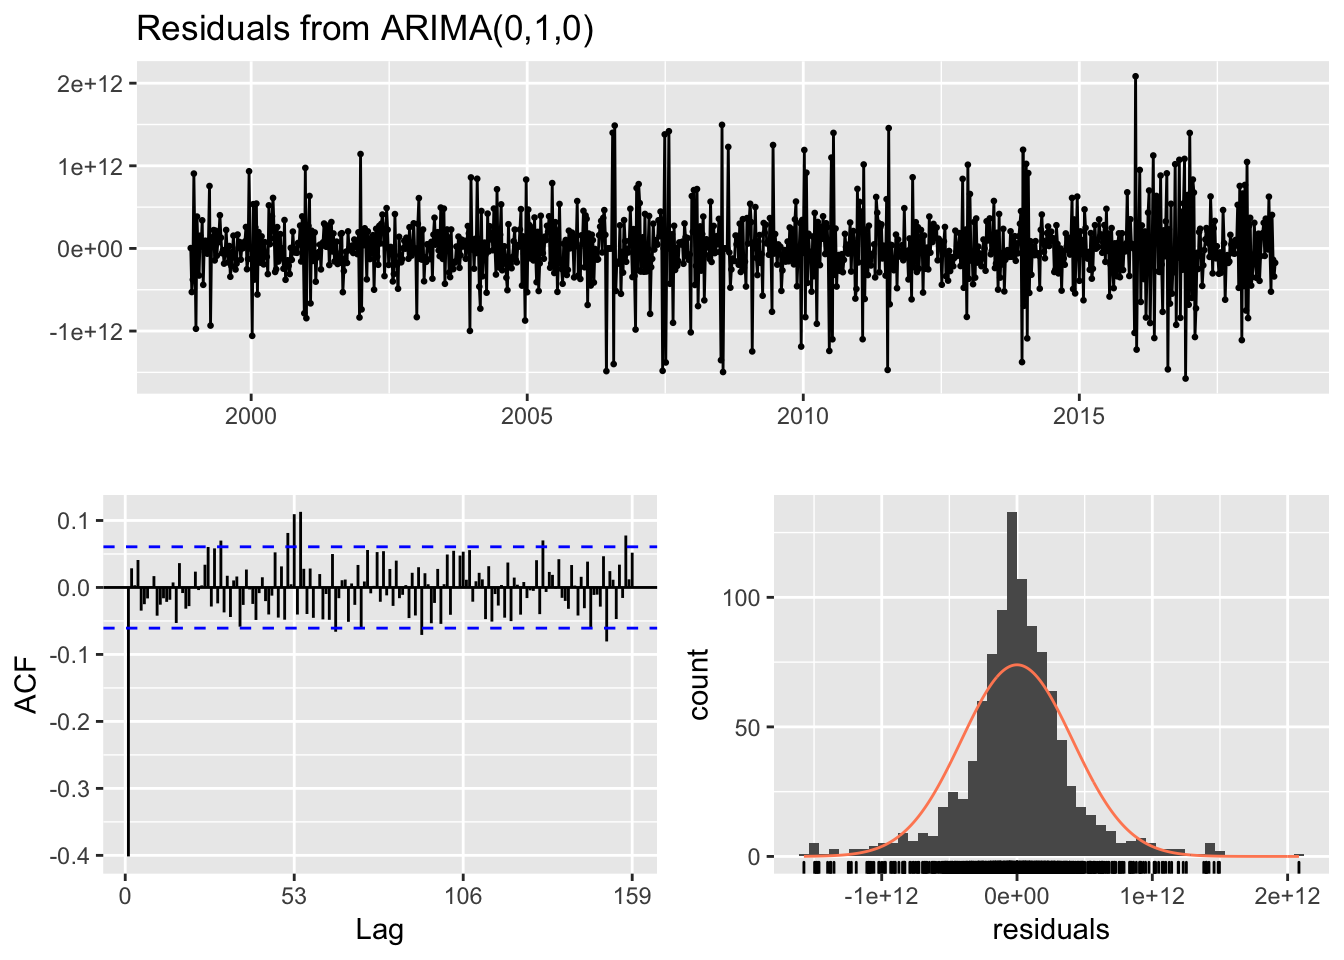 Residuals from ARIMA(0,1,0)
2e+12
1e+12
0e+00
-1e+12
2000 2005 2010 2015
ACF
0.1
0.0
-0.1
-0.2
-0.3
-0.4
0 53 106 159
Lag
count
100
50
0
-1e+12 0e+00 1e+12 2e+12
residuals